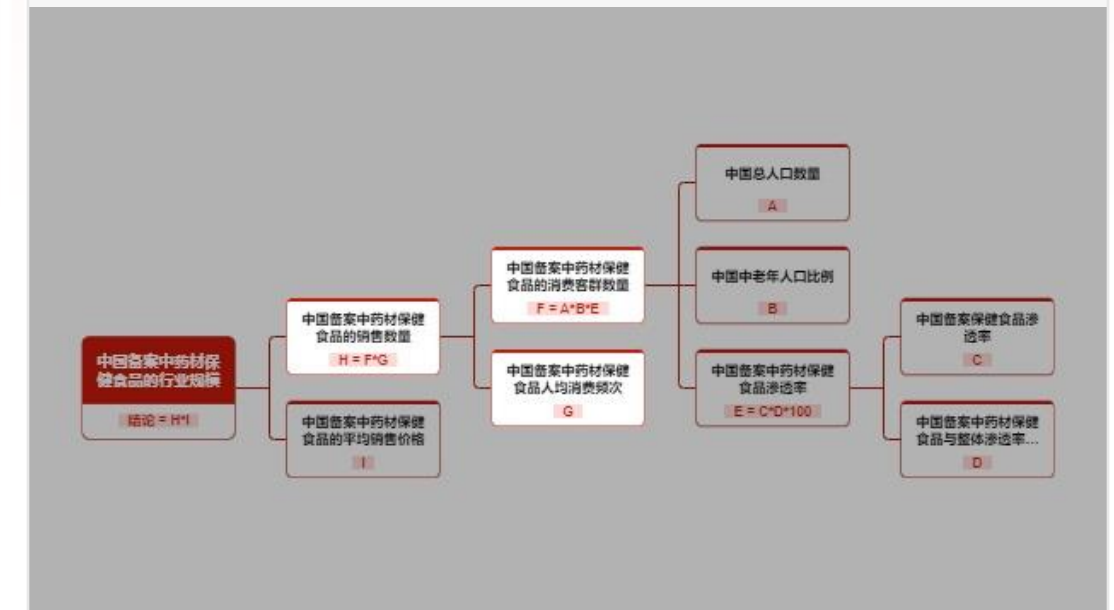 中国总人口数量
A
中国备案中药材保健
食品的消费客群数量
F = A*B*E
中国中老年人口比例
B
中国备案中药材保健
食品的销售数量
H = F*G
中国备案保健食品渗
透率
C
中国备案中药材保
健食品的行业规模
结论 = H*I
中国备案中药材保健
食品人均消费频次
G
中国备案中药材保健
食品渗透率
E = C*D*100
中国备案中药材保健
食品的平均销售价格
I
中国备案中药材保健
食品与整体渗透率...
D